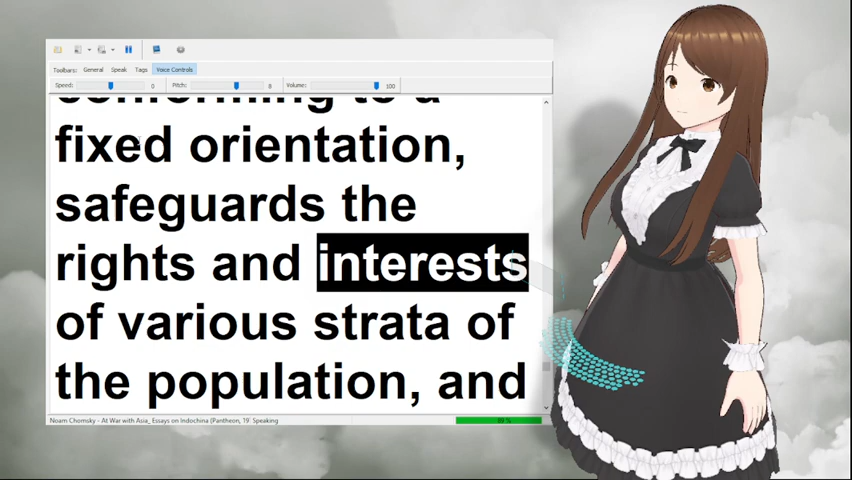 Toolbars: General Speak Tags Voice Controls
Speed: 0 Pitch: 8 Volume: 100
conforming to a
fixed orientation,
safeguards the
rights and interests
of various strata of
the population, and
Noam Chomsky - At War with Asia_ Essays on Indochina (Pantheon, 19 Speaking